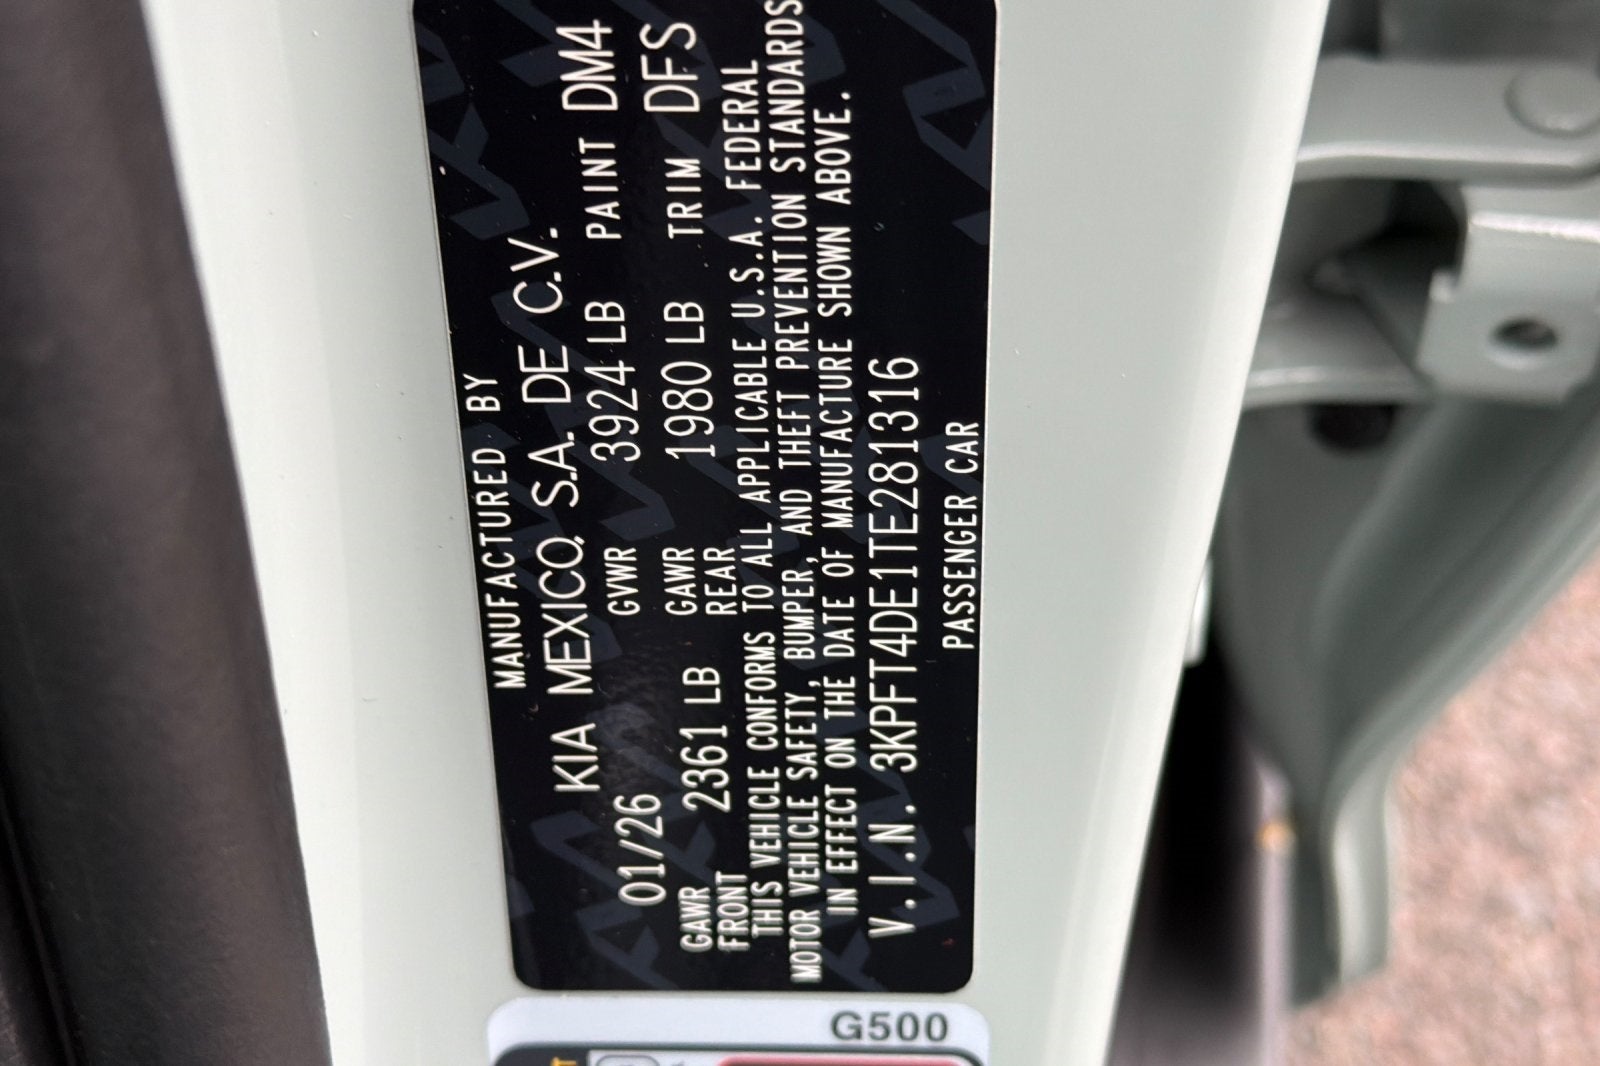 MANUFACTURED BY
KIA MEXICO, S.A. DE C.V.
01/26 GVWR 3924 LB PAINT DM4
GAWR FRONT 2361 LB GAWR REAR 1980 LB TRIM DFS
THIS VEHICLE CONFORMS TO ALL APPLICABLE U.S.A. FEDERAL
MOTOR VEHICLE SAFETY, BUMPER, AND THEFT PREVENTION STANDARDS
IN EFFECT ON THE DATE OF MANUFACTURE SHOWN ABOVE.
V.I.N. 3KPFT4DE1TE281316
PASSENGER CAR
G500